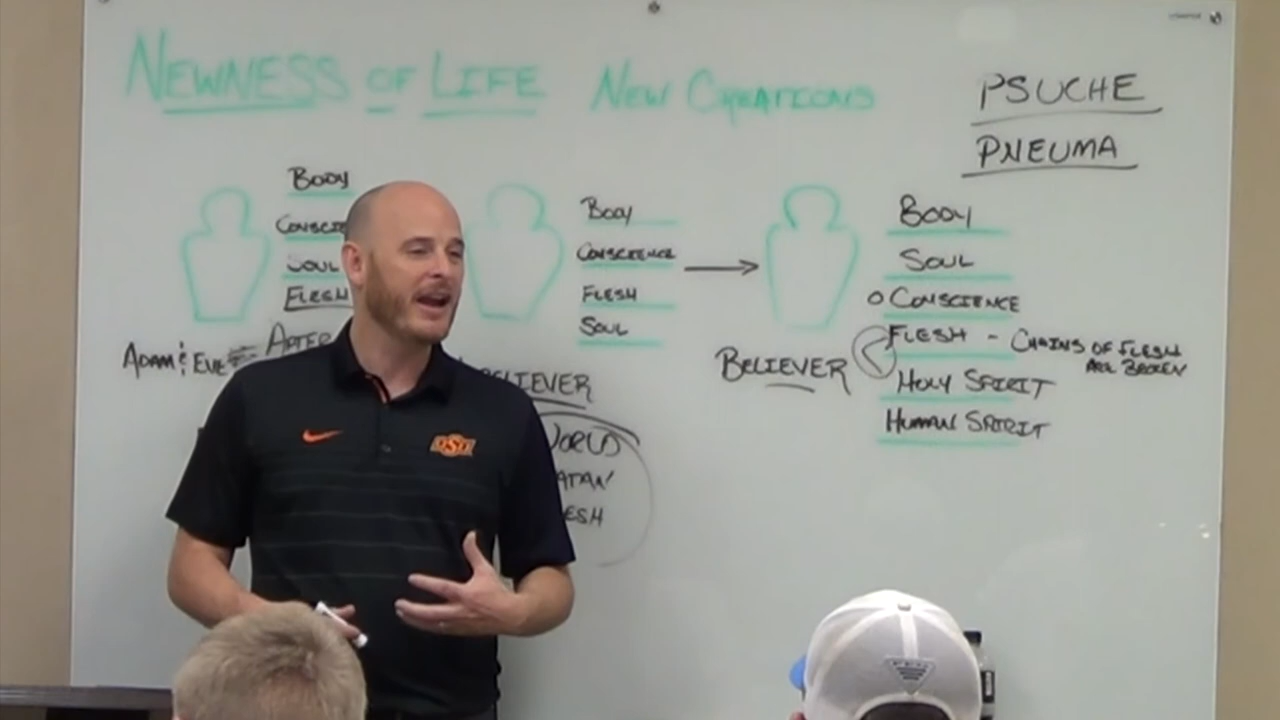 NEWNESS OF LIFE NEW CREATIONS
PSUCHE
PNEUMA
BODY
SOUL
FLESH
AFTER
ADAM & EVE
BODY
CONSCIENCE
FLESH
SOUL
BODY
SOUL
CONSCIENCE
FLESH - CHAINS OF FLESH
ARE BROKEN
HOLY SPIRIT
HUMAN SPIRIT
BELIEVER
OSU